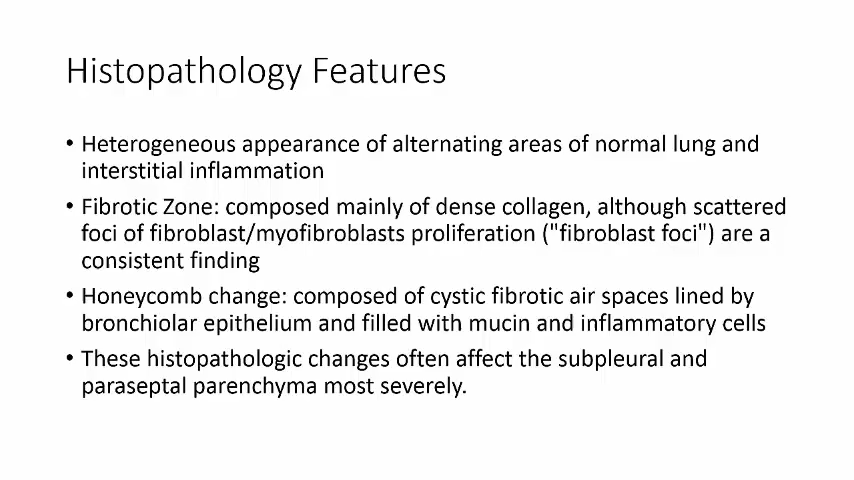 Histopathology Features
• Heterogeneous appearance of alternating areas of normal lung and
interstitial inflammation
• Fibrotic Zone: composed mainly of dense collagen, although scattered
foci of fibroblast/myofibroblasts proliferation ("fibroblast foci") are a
consistent finding
• Honeycomb change: composed of cystic fibrotic air spaces lined by
bronchiolar epithelium and filled with mucin and inflammatory cells
• These histopathologic changes often affect the subpleural and
paraseptal parenchyma most severely.